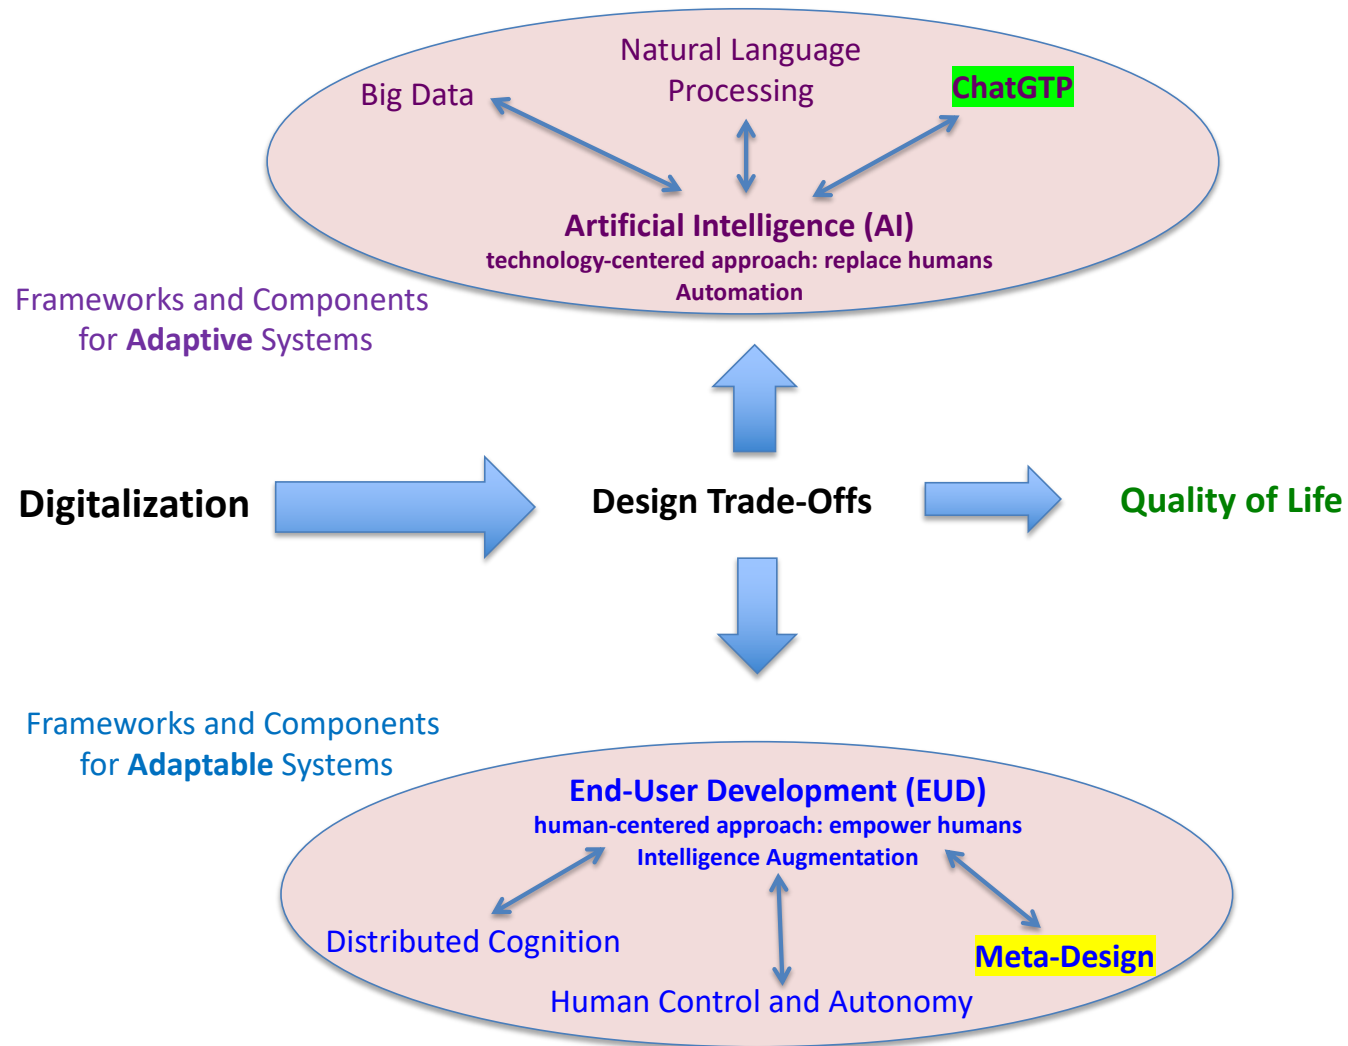 Natural Language
Processing
Big Data
ChatGTP
Artificial Intelligence (AI)
technology-centered approach: replace humans
Automation
Frameworks and Components
for Adaptive Systems
Digitalization
Design Trade-Offs
Quality of Life
Frameworks and Components
for Adaptable Systems
End-User Development (EUD)
human-centered approach: empower humans
Intelligence Augmentation
Distributed Cognition
Meta-Design
Human Control and Autonomy